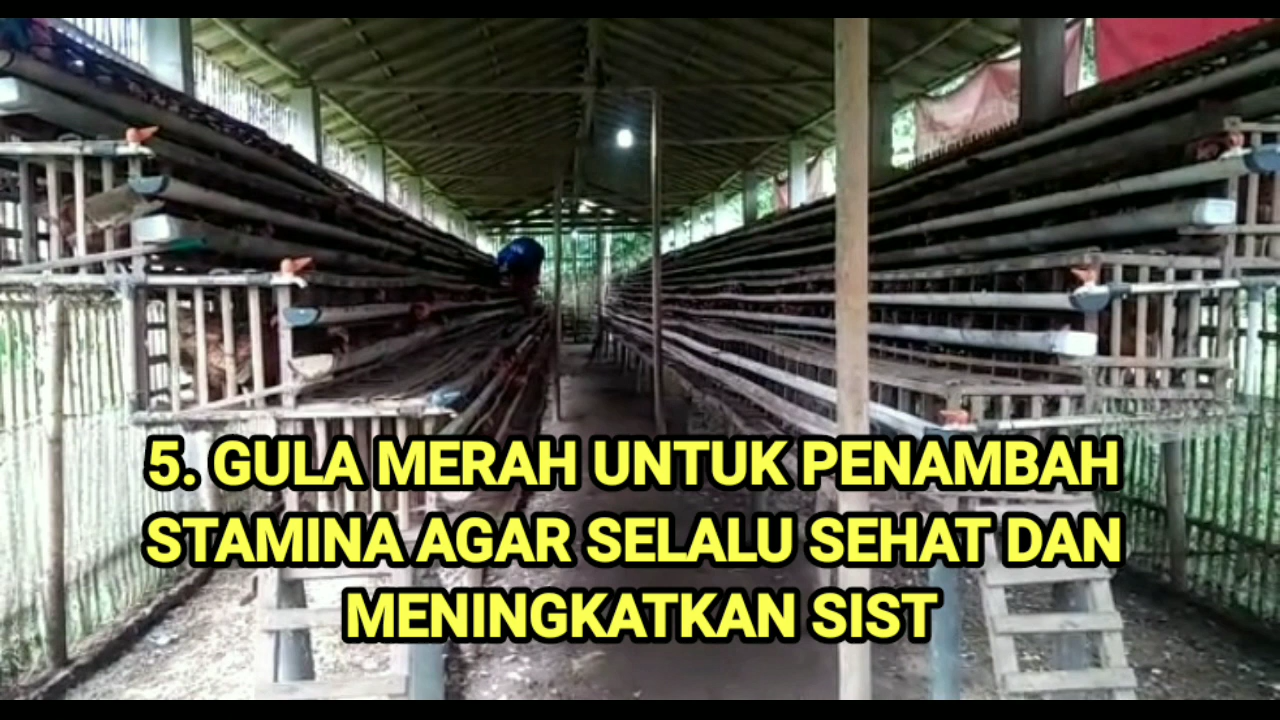 5. GULA MERAH UNTUK PENAMBAH
STAMINA AGAR SELALU SEHAT DAN
MENINGKATKAN SIST